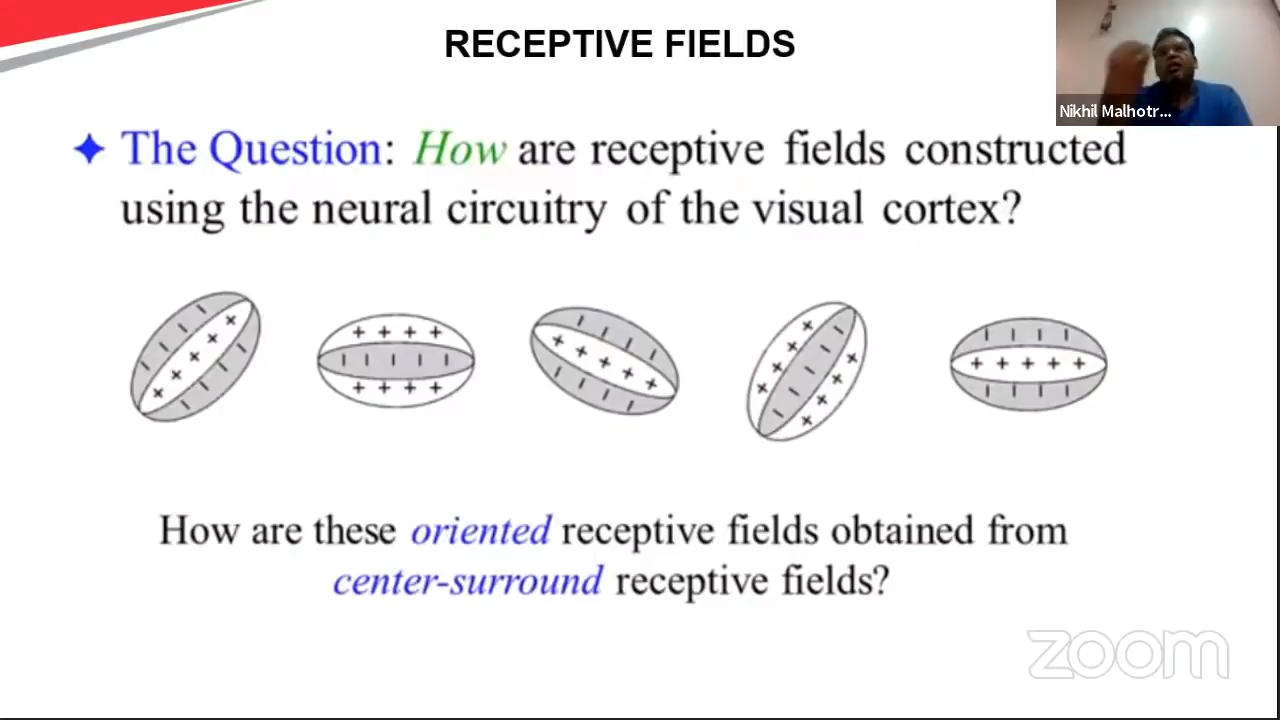 RECEPTIVE FIELDS
Nikhil Malhotr...
✦ The Question: How are receptive fields constructed
using the neural circuitry of the visual cortex?
How are these oriented receptive fields obtained from
center-surround receptive fields?
zoom